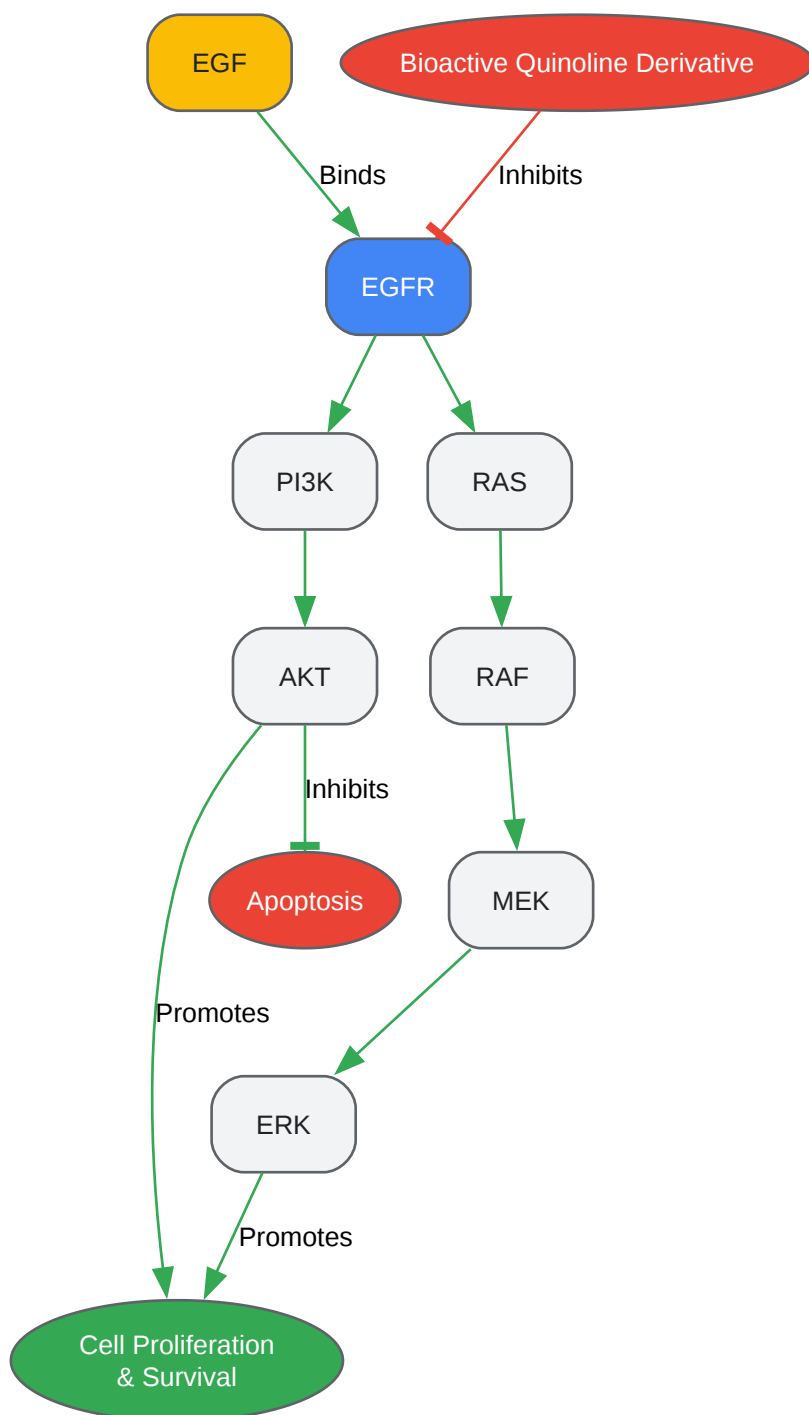 EGF
Bioactive Quinoline Derivative
Binds
Inhibits
EGFR
PI3K
RAS
AKT
RAF
Inhibits
Apoptosis
MEK
Promotes
ERK
Promotes
Cell Proliferation
& Survival